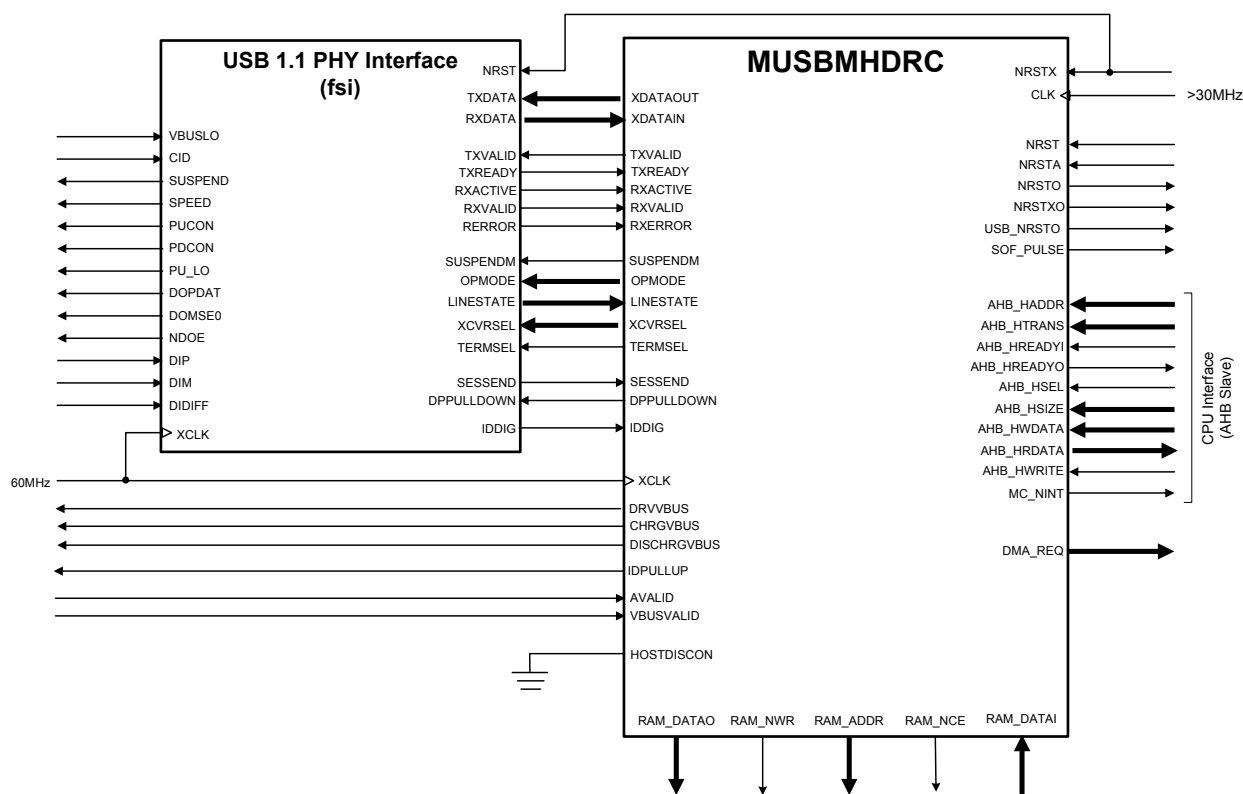 USB 1.1 PHY Interface
(fsi)
NRST
TXDATA
RXDATA
TXVALID
TXREADY
RXACTIVE
RXVALID
RERROR
SUSPENDM
OPMODE
LINESTATE
XCVRSEL
TERMSEL
SESSEND
DPPULLDOWN
IDDIG
VBUSLO
CID
SUSPEND
SPEED
PUCON
PDCON
PU_LO
DOPDAT
DOMSE0
NDOE
DIP
DIM
DIDIFF
XCLK
60MHz
MUSBMHDRC
XDATAOUT
XDATAIN
TXVALID
TXREADY
RXACTIVE
RXVALID
RXERROR
SUSPENDM
OPMODE
LINESTATE
XCVRSEL
TERMSEL
SESSEND
DPPULLDOWN
IDDIG
XCLK
DRVVBUS
CHRGVBUS
DISCHRGVBUS
IDPULLUP
AVALID
VBUSVALID
HOSTDISCON
NRSTX
CLK
>30MHz
NRST
NRSTA
NRSTO
NRSTXO
USB_NRSTO
SOF_PULSE
AHB_HADDR
AHB_HTRANS
AHB_HREADYI
AHB_HREADYO
AHB_HSEL
AHB_HSIZE
AHB_HWDATA
AHB_HRDATA
AHB_HWRITE
MC_NINT
CPU Interface
(AHB Slave)
DMA_REQ
RAM_DATAO
RAM_NWR
RAM_ADDR
RAM_NCE
RAM_DATAI